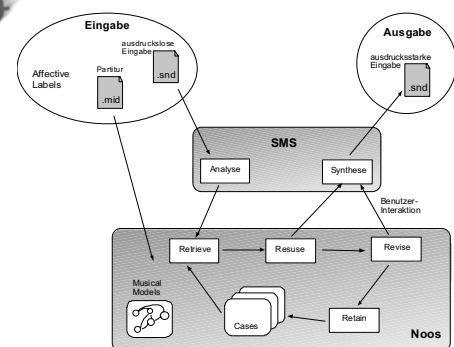 Eingabe
ausdruckslose
Eingabe
.snd
Affective
Labels
Partitur
.mid
Ausgabe
ausdrucksstarke
Eingabe
.snd
SMS
Analyse
Synthese
Benutzer-
Interaktion
Retrieve
Resuse
Revise
Musical
Models
Cases
Retain
Noos